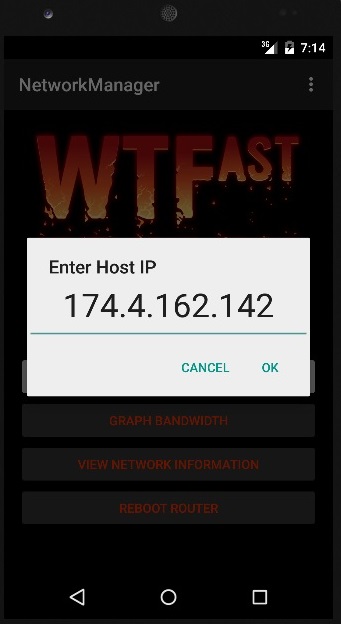 3G 7:14
NetworkManager
WTFAST
Enter Host IP
174.4.162.142
CANCEL OK
GRAPH BANDWIDTH
VIEW NETWORK INFORMATION
REBOOT ROUTER